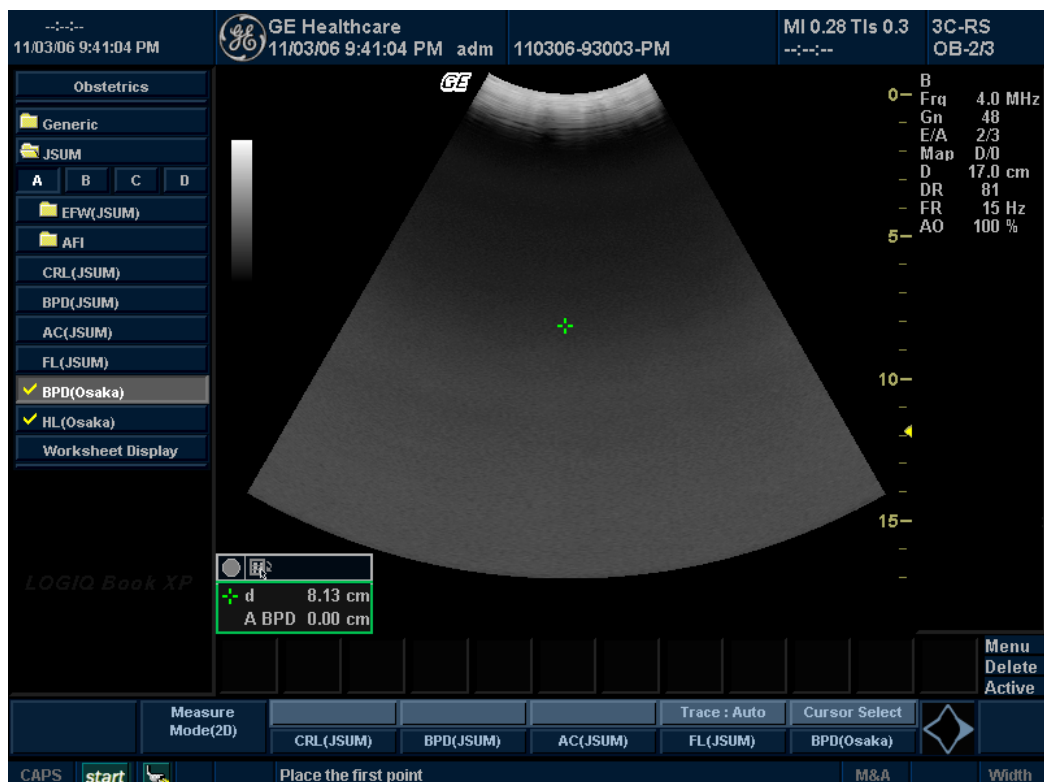 --:--:--
11/03/06 9:41:04 PM
GE Healthcare
11/03/06 9:41:04 PM adm
110306-93003-PM
MI 0.28 TIs 0.3
--:--:--
3C-RS
OB-2/3
Obstetrics
Generic
JSUM
A B C D
EFW(JSUM)
AFI
CRL(JSUM)
BPD(JSUM)
AC(JSUM)
FL(JSUM)
BPD(Osaka)
HL(Osaka)
Worksheet Display
LOGIQ Book XP
GE
0
5
10
15
B
Frq 4.0 MHz
Gn 48
E/A 2/3
Map D/0
D 17.0 cm
DR 81
FR 15 Hz
AO 100 %
d 8.13 cm
A BPD 0.00 cm
Menu
Delete
Active
Measure
Mode(2D)
Trace : Auto
Cursor Select
CRL(JSUM)
BPD(JSUM)
AC(JSUM)
FL(JSUM)
BPD(Osaka)
CAPS
start
Place the first point
M&A
Width